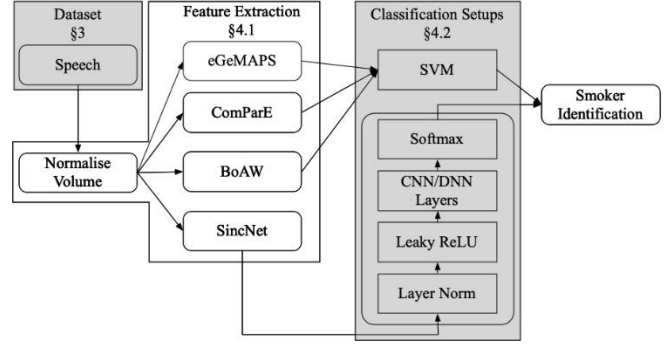 Dataset
§3
Speech
Normalise
Volume
Feature Extraction
§4.1
eGeMAPS
ComParE
BoAW
SincNet
Classification Setups
§4.2
SVM
Softmax
CNN/DNN
Layers
Leaky ReLU
Layer Norm
Smoker
Identification